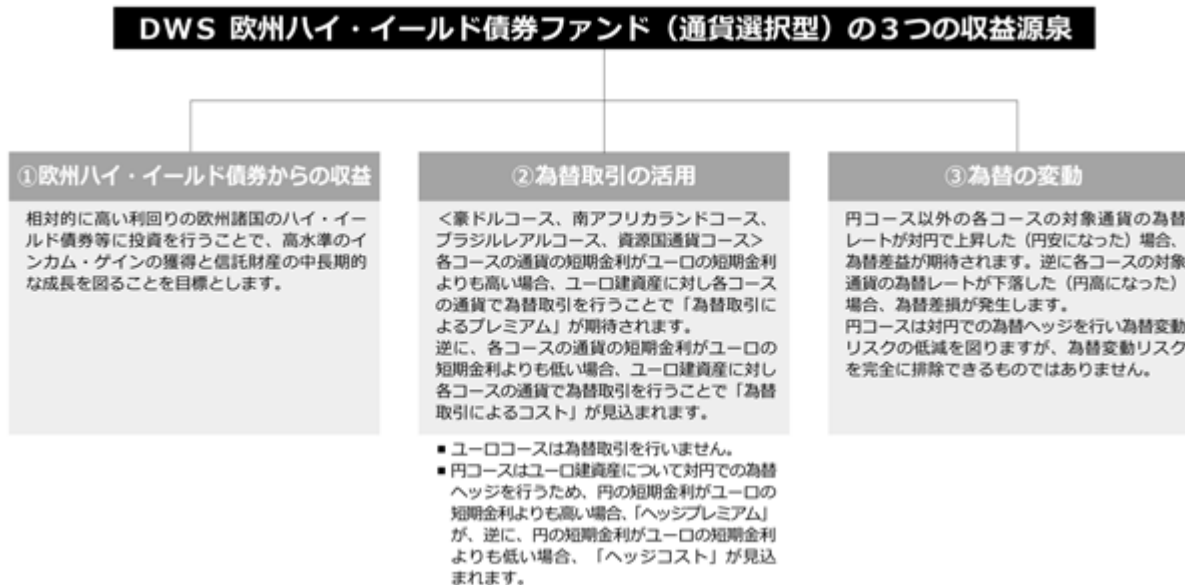 DWS 欧州ハイ・イールド債券ファンド（通貨選択型）の３つの収益源泉
①欧州ハイ・イールド債券からの収益
相対的に高い利回りの欧州諸国のハイ・イー
ルド債券等に投資を行うことで、高水準のイ
ンカム・ゲインの獲得と信託財産の中長期的
な成長を図ることを目標とします。
②為替取引の活用
＜豪ドルコース、南アフリカランドコース、
ブラジルレアルコース、資源国通貨コース＞
各コースの通貨の短期金利がユーロの短期金利
よりも高い場合、ユーロ建資産に対し各コース
の通貨で為替取引を行うことで「為替取引に
よるプレミアム」が期待されます。
逆に、各コースの通貨の短期金利がユーロの
短期金利よりも低い場合、ユーロ建資産に対し
各コースの通貨で為替取引を行うことで「為替
取引によるコスト」が見込まれます。
■ ユーロコースは為替取引を行いません。
■ 円コースはユーロ建資産について対円での為替
ヘッジを行うため、円の短期金利がユーロの
短期金利よりも高い場合、「ヘッジプレミアム」
が、逆に、円の短期金利がユーロの短期金利
よりも低い場合、「ヘッジコスト」が見込
まれます。
③為替の変動
円コース以外の各コースの対象通貨の為替
レートが対円で上昇した（円安になった）場合、
為替差益が期待されます。逆に各コースの対象
通貨の為替レートが下落した（円高になった）
場合、為替差損が発生します。
円コースは対円での為替ヘッジを行い為替変動
リスクの低減を図りますが、為替変動リスク
を完全に排除できるものではありません。